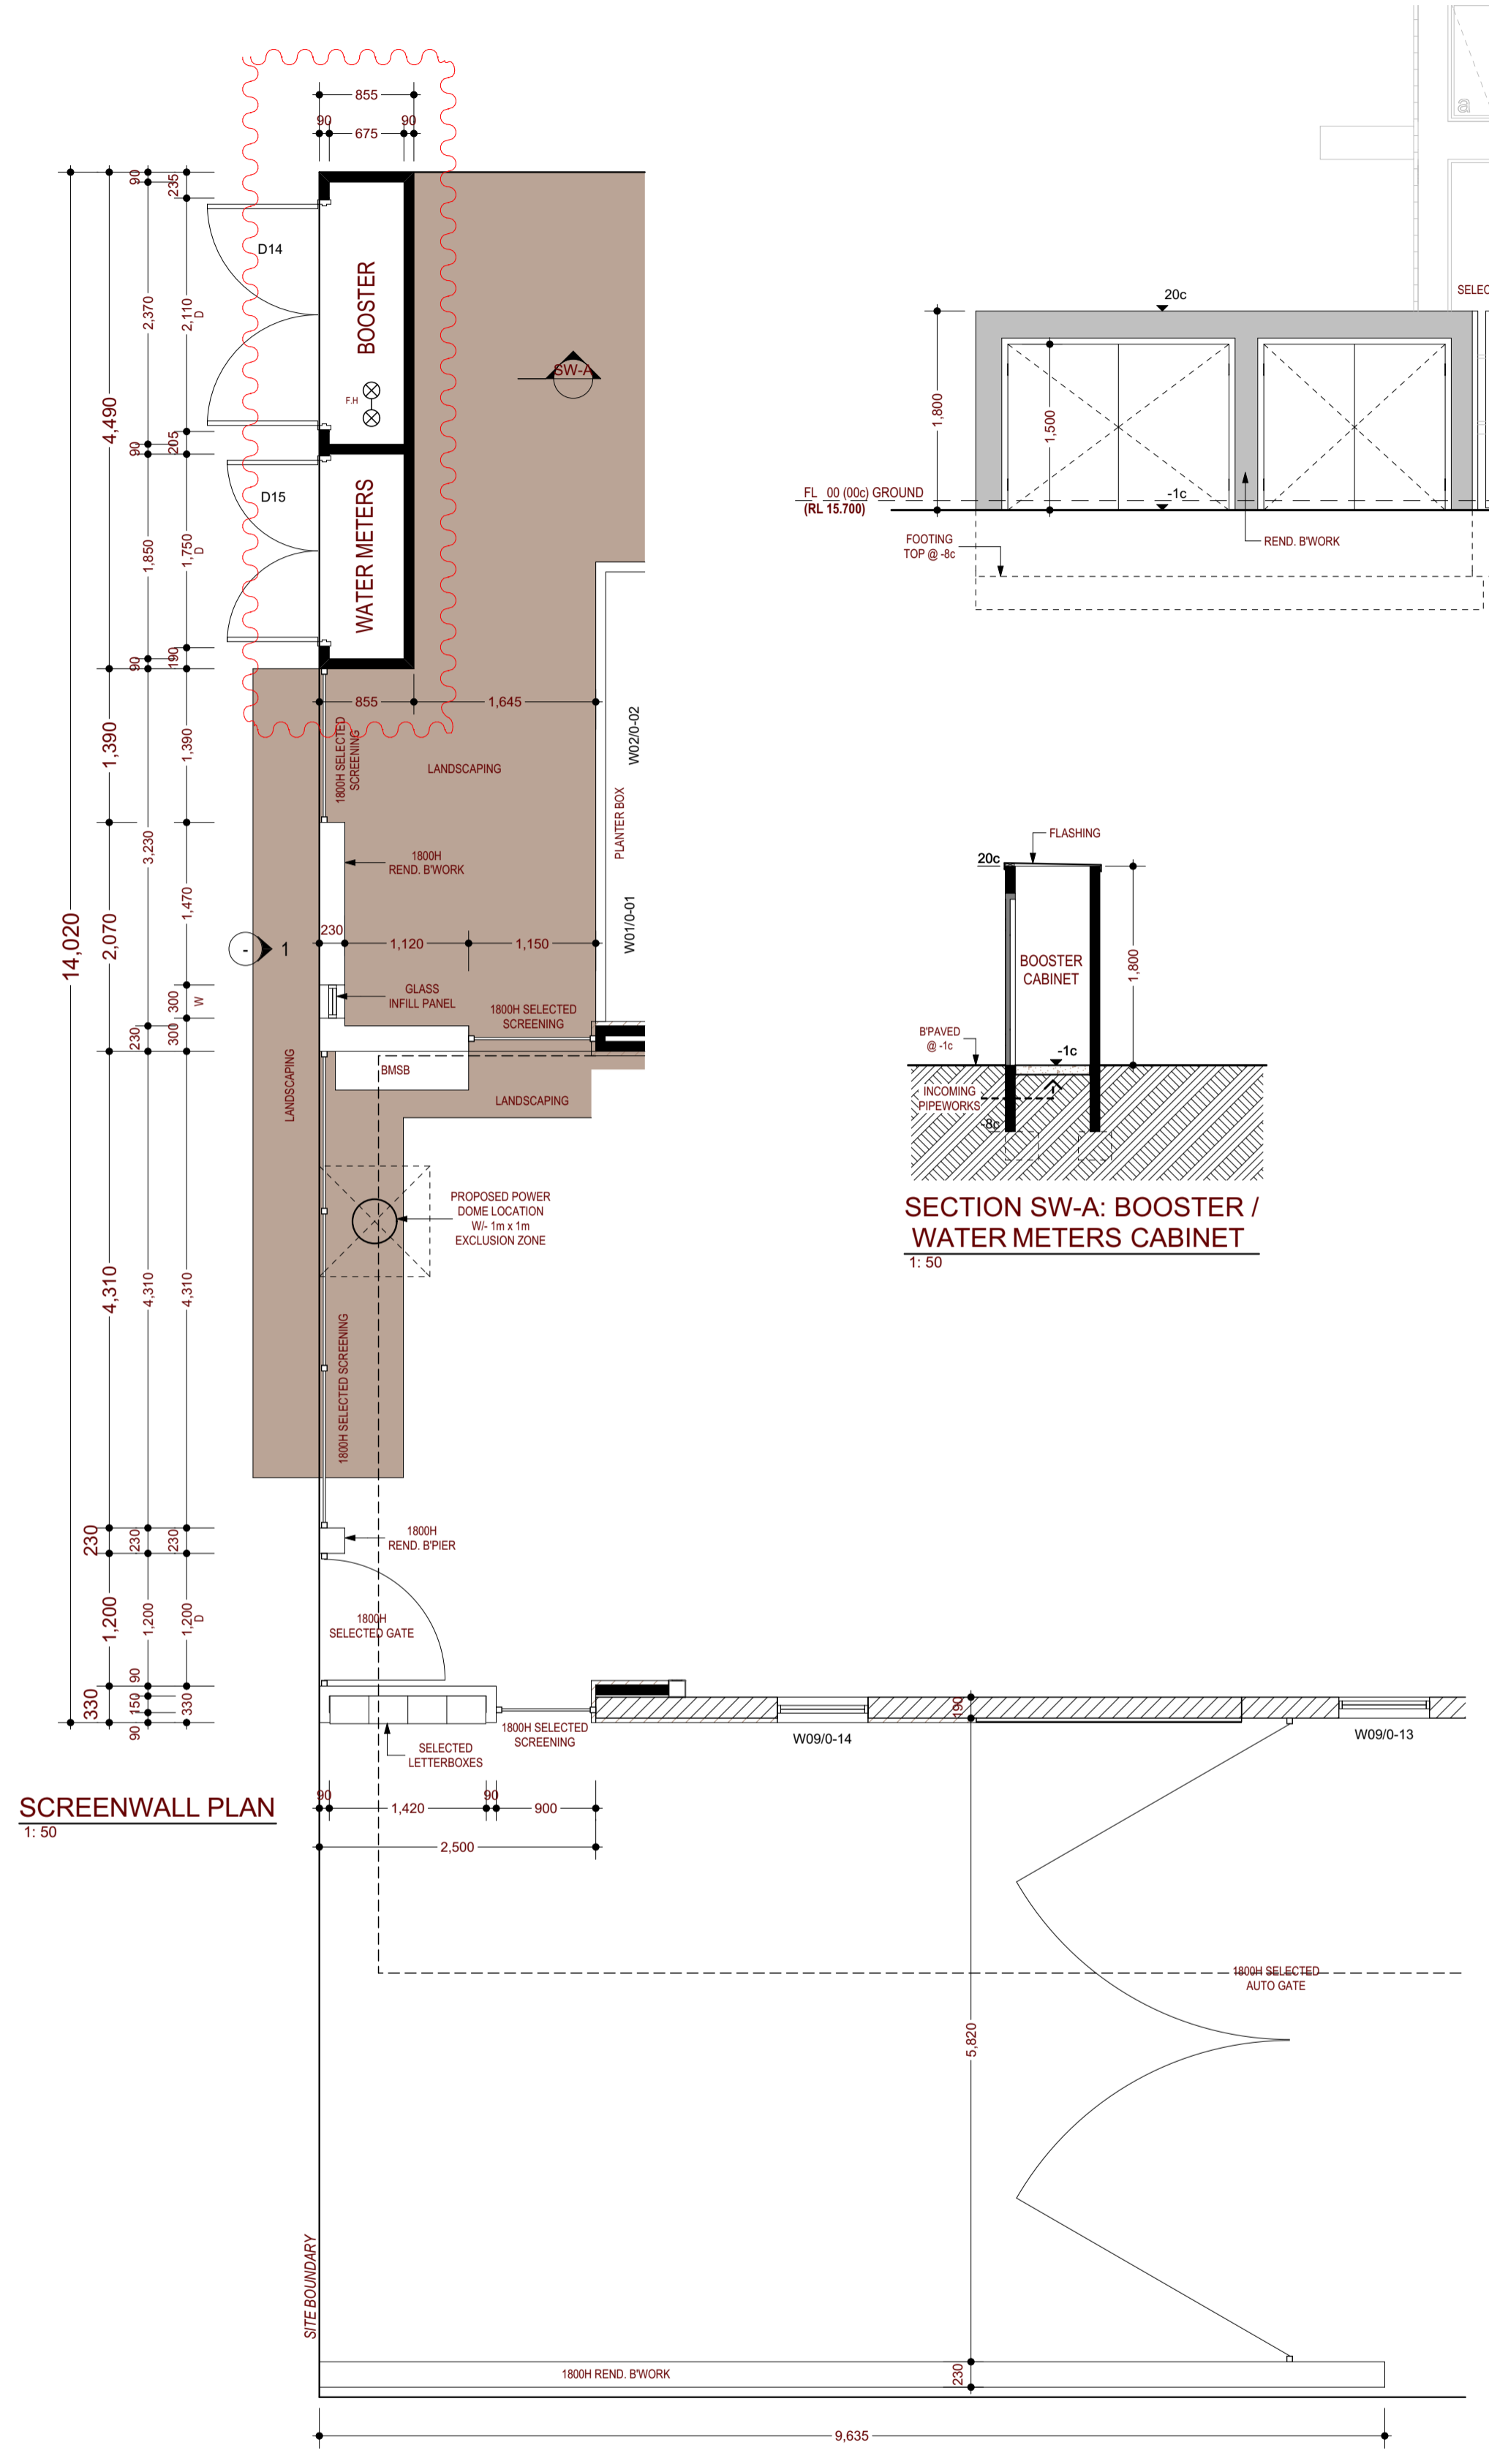 855
90
675
90
90
235
D14
BOOSTER
2,370
2,110
D
4,490
F.H
90
205
SW-A
D15
WATER METERS
1,850
1,750
D
90
190
855
1,645
1,390
1,390
1800H SELECTED
SCREENING
LANDSCAPING
W02/0-02
PLANTER BOX
W01/0-01
3,230
1800H
REND. B'WORK
14,020
2,070
1,470
230
1,120
1,150
-
1
GLASS
INFILL PANEL
300
W
300
230
1800H SELECTED
SCREENING
BMSB
LANDSCAPING
LANDSCAPING
PROPOSED POWER
DOME LOCATION
W/- 1m x 1m
EXCLUSION ZONE
4,310
4,310
4,310
1800H SELECTED SCREENING
230
230
230
1800H
REND. B'PIER
1,200
1,200
1,200
D
1800H
SELECTED GATE
330
90
150
90
330
1800H SELECTED
SCREENING
SELECTED
LETTERBOXES
190
W09/0-14
W09/0-13
90
1,420
90
900
2,500
SCREENWALL PLAN
1: 50
1800H SELECTED
AUTO GATE
5,820
SITE BOUNDARY
1800H REND. B'WORK
230
9,635
20c
SELEC
1,800
1,500
FL 00 (00c) GROUND
(RL 15.700)
-1c
FOOTING
TOP @ -8c
REND. B'WORK
FLASHING
20c
BOOSTER
CABINET
1,800
B'PAVED
@ -1c
-1c
INCOMING
PIPEWORKS
-8c
SECTION SW-A: BOOSTER /
WATER METERS CABINET
1: 50